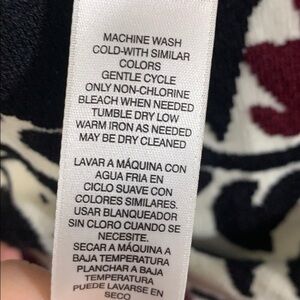 MACHINE WASH
COLD-WITH SIMILAR
COLORS
GENTLE CYCLE
ONLY NON-CHLORINE
BLEACH WHEN NEEDED
TUMBLE DRY LOW
WARM IRON AS NEEDED
MAY BE DRY CLEANED
LAVAR A MÁQUINA CON
AGUA FRIA EN
CICLO SUAVE CON
COLORES SIMILARES.
USAR BLANQUEADOR
SIN CLORO CUANDO SE
NECESITE.
SECAR A MÁQUINA A
BAJA TEMPERATURA
PLANCHAR A BAJA
TEMPERATURA
PUEDE LAVARSE EN
SECO